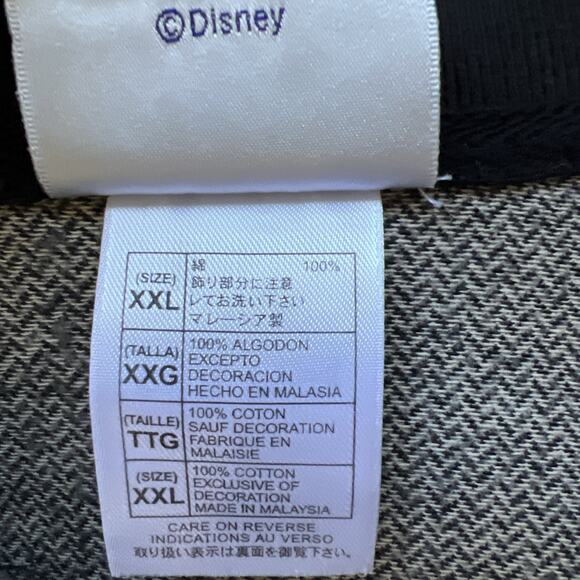 ©Disney
(SIZE)
XXL
綿 100%
飾り部分に注意
レてお洗い下さい
マレーシア製
(TALLA)
XXG
100% ALGODON
EXCEPTO
DECORACION
HECHO EN MALASIA
(TAILLE)
TTG
100% COTON
SAUF DECORATION
FABRIQUE EN
MALAISIE
(SIZE)
XXL
100% COTTON
EXCLUSIVE OF
DECORATION
MADE IN MALAYSIA
CARE ON REVERSE
INDICATIONS AU VERSO
取り扱い表示は裏面を御覧下さい。